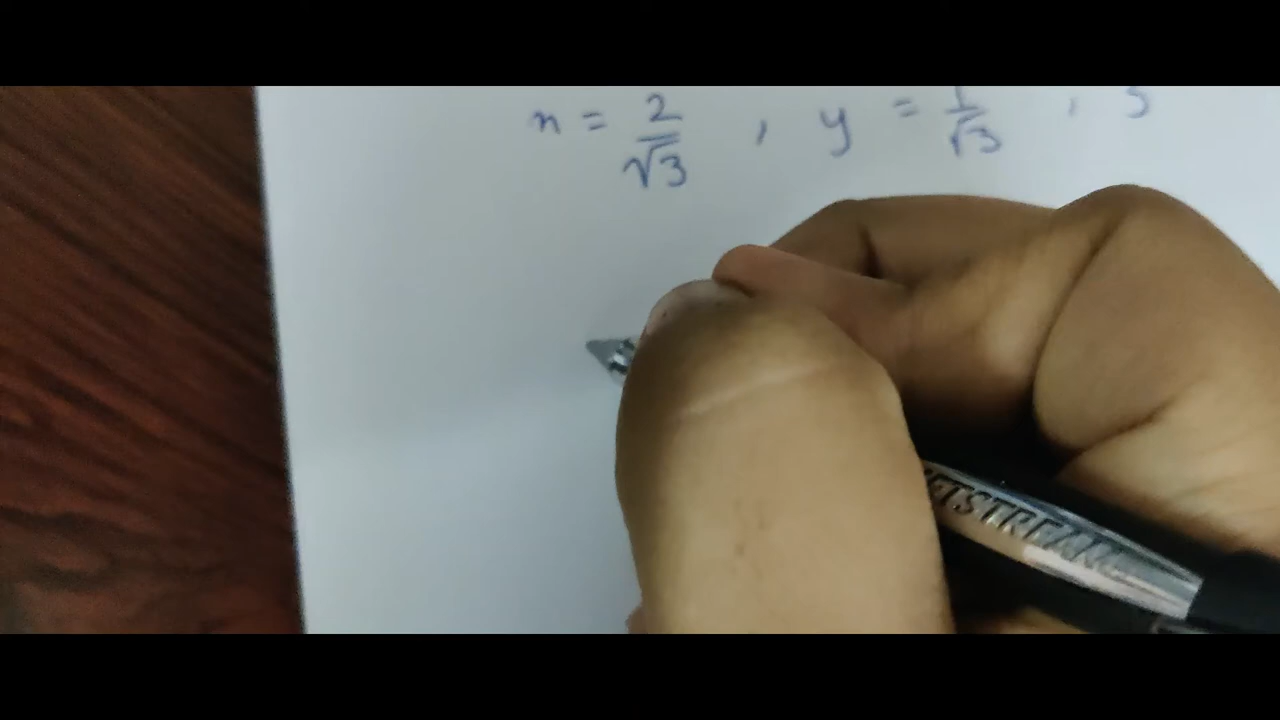 x = 2/√3 , y = 1/√3 ,
JETSTREAM